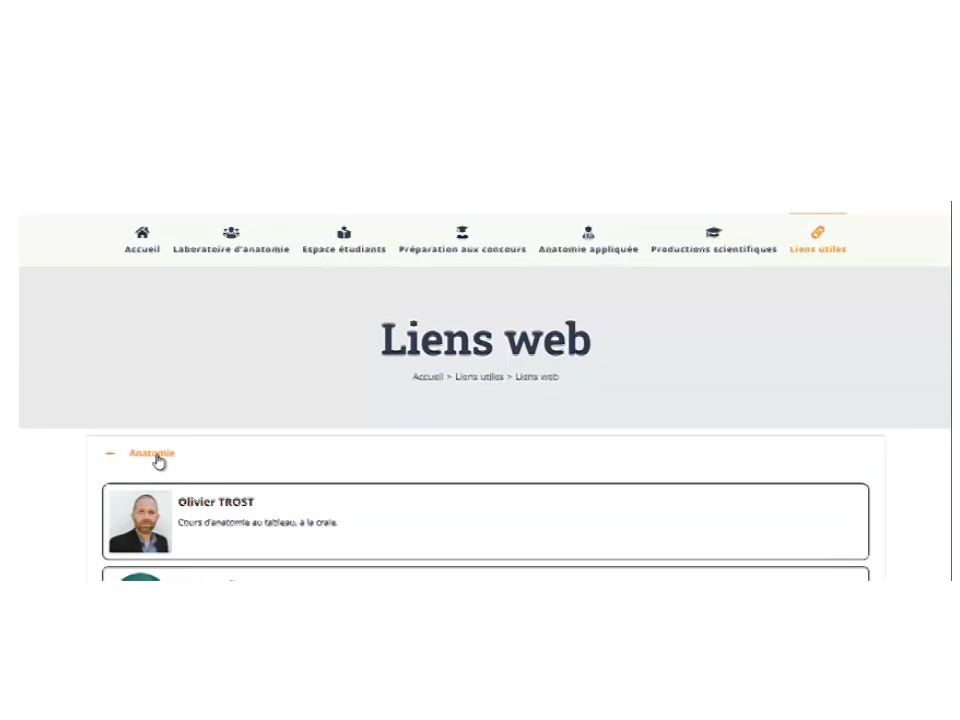 Accueil Laboratoire d'anatomie Espace étudiants Préparation aux concours Anatomie appliquée Productions scientifiques Liens utiles
Liens web
Accueil > Liens utiles > Liens web
Anatomie
Olivier TROST
Cours d'anatomie au tableau, à la craie.